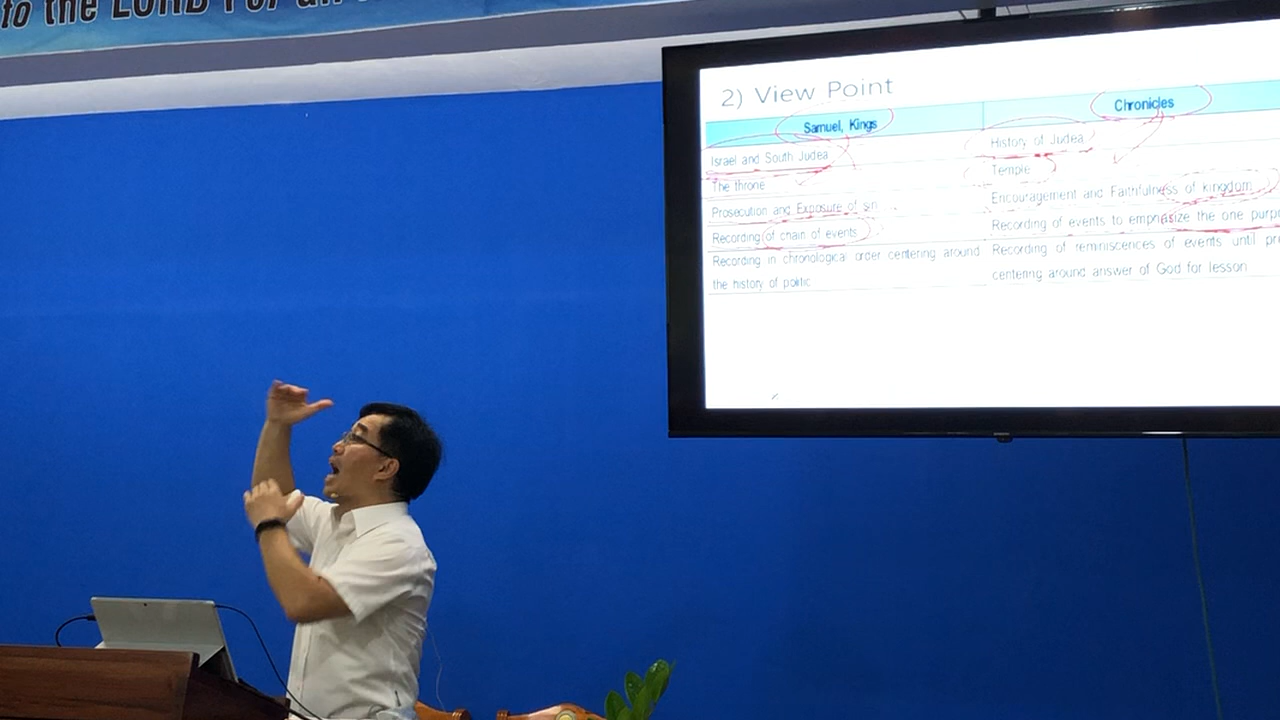 to the LORD For an
2) View Point
Samuel, Kings
Chronicles
Israel and South Judea
History of Judea
The throne
Temple
Prosecution and Exposure of sin
Encouragement and Faithfulness of kingdom
Recording of chain of events
Recording of events to emphasize the one purp
Recording in chronological order centering around
the history of politic
Recording of reminiscences of events until pr
centering around answer of God for lesson